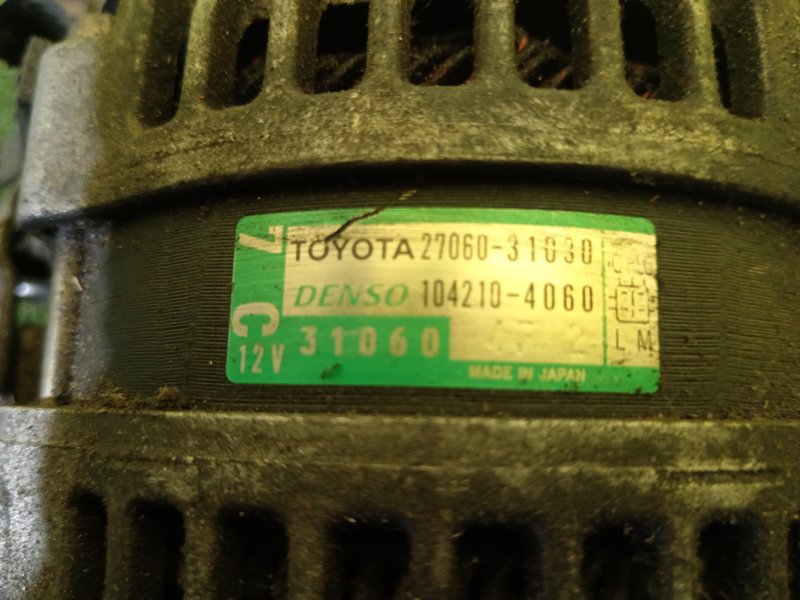 TOYOTA 27060-31030
DENSO 104210-4060
C
12V 31060
L M
MADE IN JAPAN